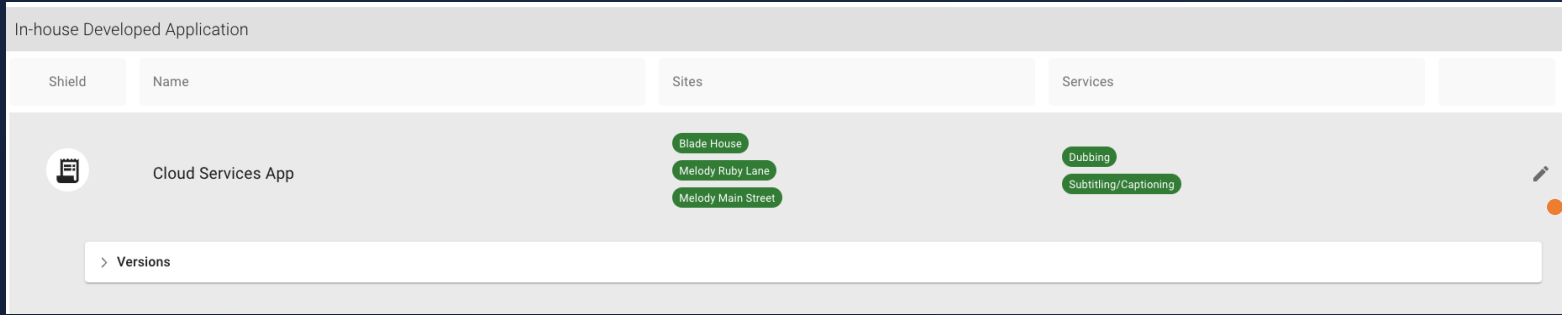 In-house Developed Application
Shield Name Sites Services
Cloud Services App
Blade House
Melody Ruby Lane
Melody Main Street
Dubbing
Subtitling/Captioning
Versions